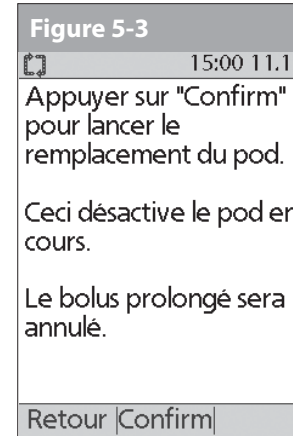 Figure 5-3
15:00 11.1
Appuyer sur "Confirm"
pour lancer le
remplacement du pod.
Ceci désactive le pod en
cours.
Le bolus prolongé sera
annulé.
Retour Confirm